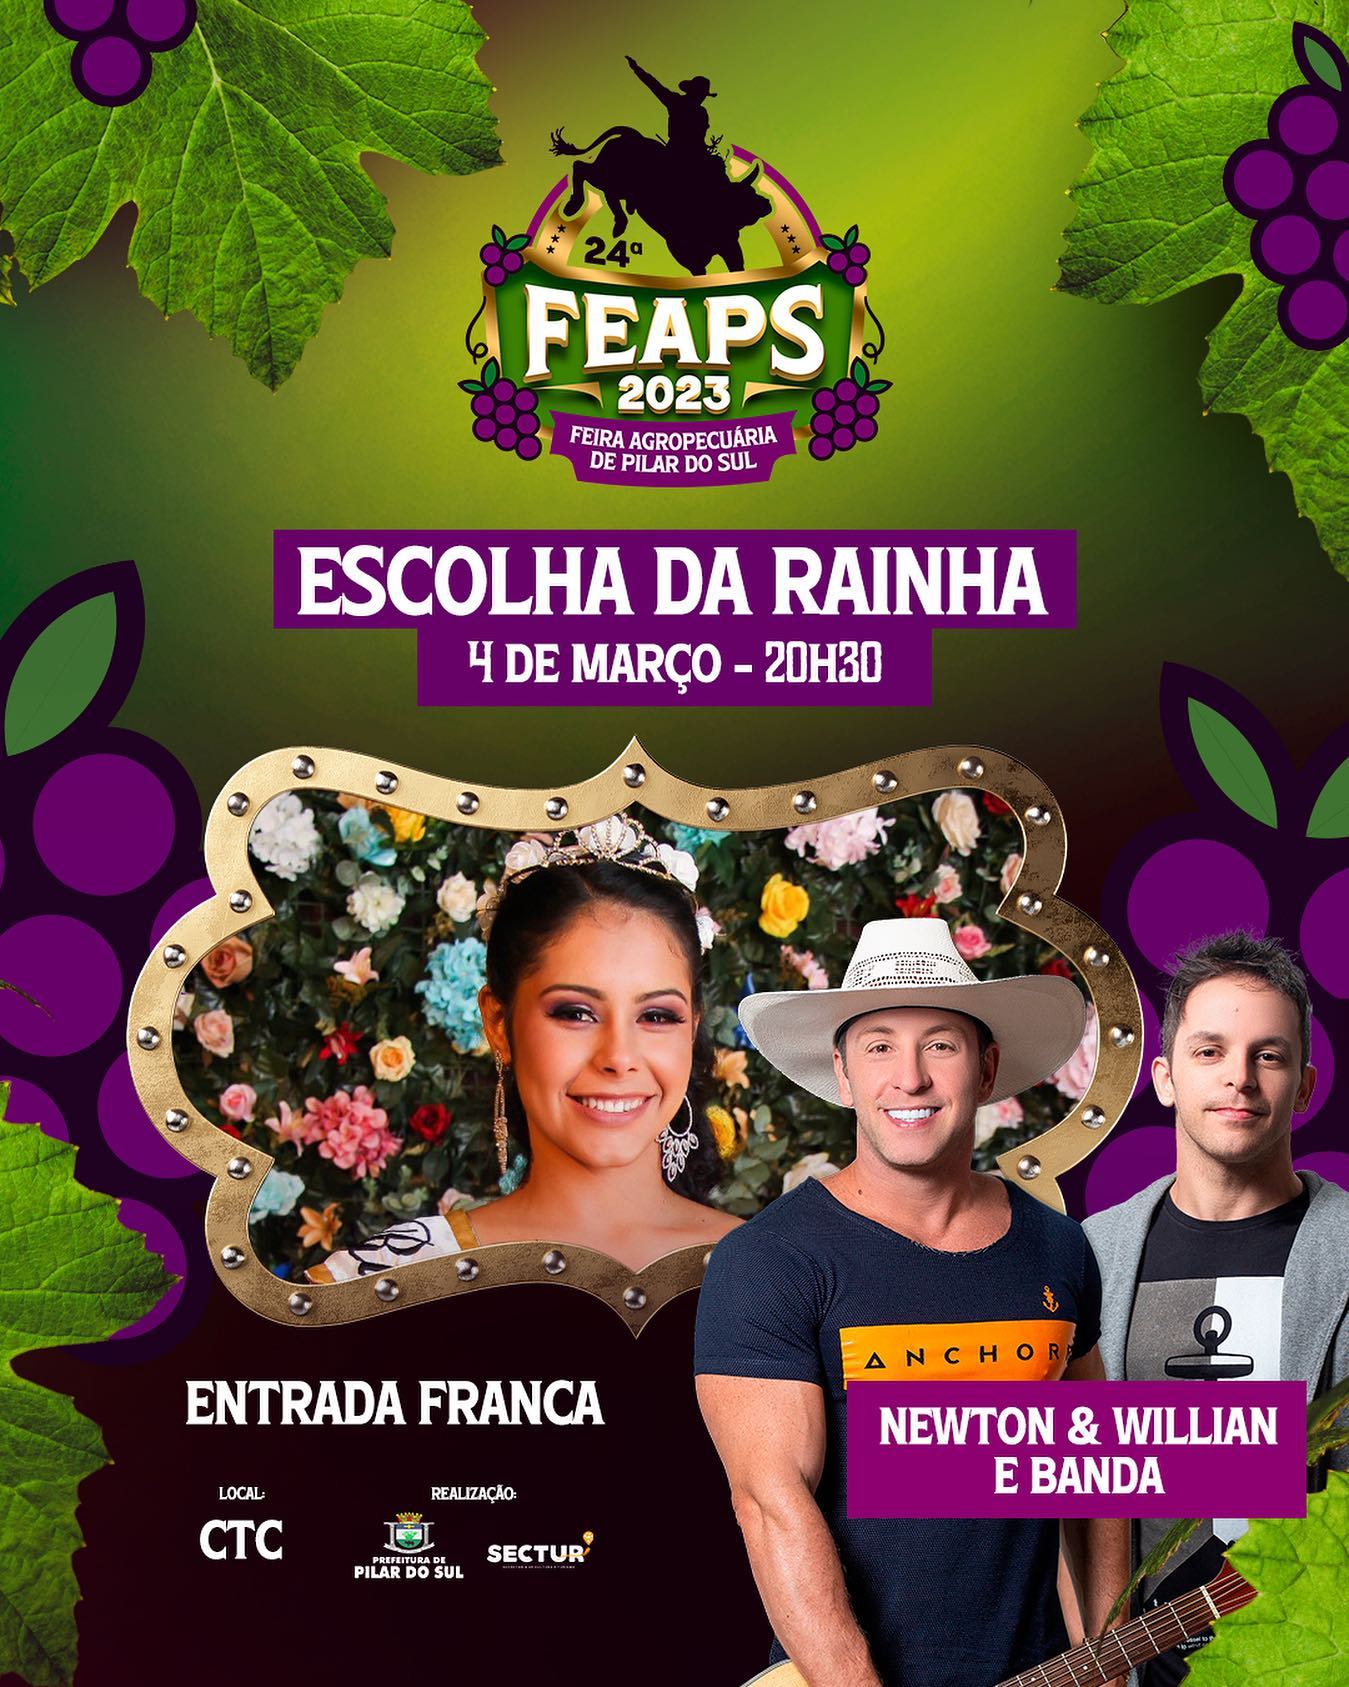 24ª
FEAPS
2023
FEIRA AGROPECUÁRIA
DE PILAR DO SUL
ESCOLHA DA RAINHA
4 DE MARÇO - 20H30
ANCHOR
ENTRADA FRANCA
NEWTON & WILLIAN
E BANDA
LOCAL:
CTC
REALIZAÇÃO:
PREFEITURA DE
PILAR DO SUL
SECTUR